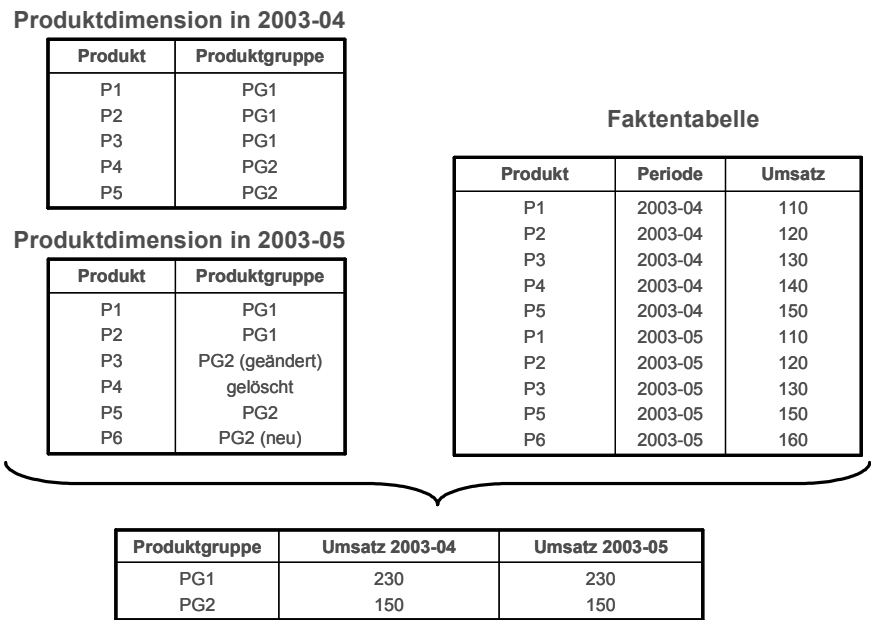 Produktdimension in 2003-04
Produkt Produktgruppe
P1 PG1
P2 PG1
P3 PG1
P4 PG2
P5 PG2
Produktdimension in 2003-05
Produkt Produktgruppe
P1 PG1
P2 PG1
P3 PG2 (geändert)
P4 gelöscht
P5 PG2
P6 PG2 (neu)
Faktentabelle
Produkt Periode Umsatz
P1 2003-04 110
P2 2003-04 120
P3 2003-04 130
P4 2003-04 140
P5 2003-04 150
P1 2003-05 110
P2 2003-05 120
P3 2003-05 130
P5 2003-05 150
P6 2003-05 160
Produktgruppe Umsatz 2003-04 Umsatz 2003-05
PG1 230 230
PG2 150 150